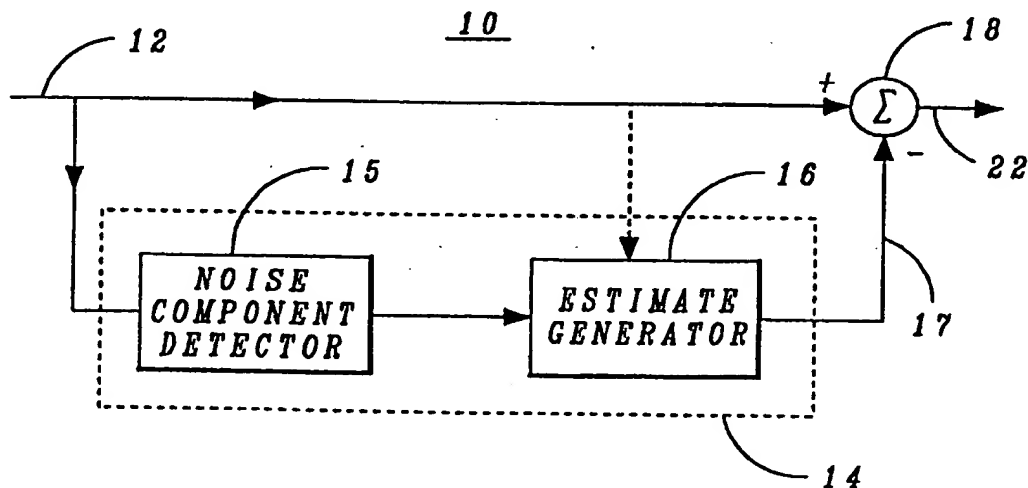 10
12
18
+
Σ
-
22
15
16
NOISE
COMPONENT
DETECTOR
ESTIMATE
GENERATOR
17
14